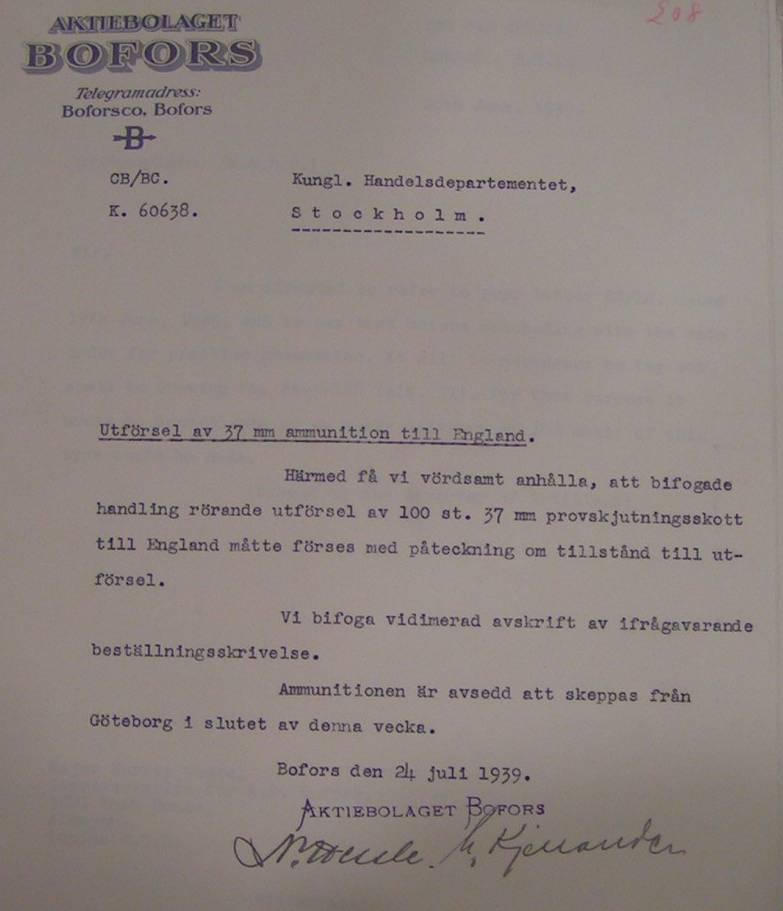 208
AKTIEBOLAGET
BOFORS
Telegramadress:
Boforsco, Bofors
B
CB/BC.
K. 60638.
Kungl. Handelsdepartementet,
Stockholm.
Utförsel av 37 mm ammunition till England.
Härmed få vi vördsamt anhålla, att bifogade
handling rörande utförsel av 100 st. 37 mm provskjutningsskott
till England måtte förses med påteckning om tillstånd till ut-
försel.
Vi bifoga vidimerad avskrift av ifrågavarande
beställningsskrivelse.
Ammunitionen är avsedd att skeppas från
Göteborg i slutet av denna vecka.
Bofors den 24 juli 1939.
AKTIEBOLAGET BOFORS